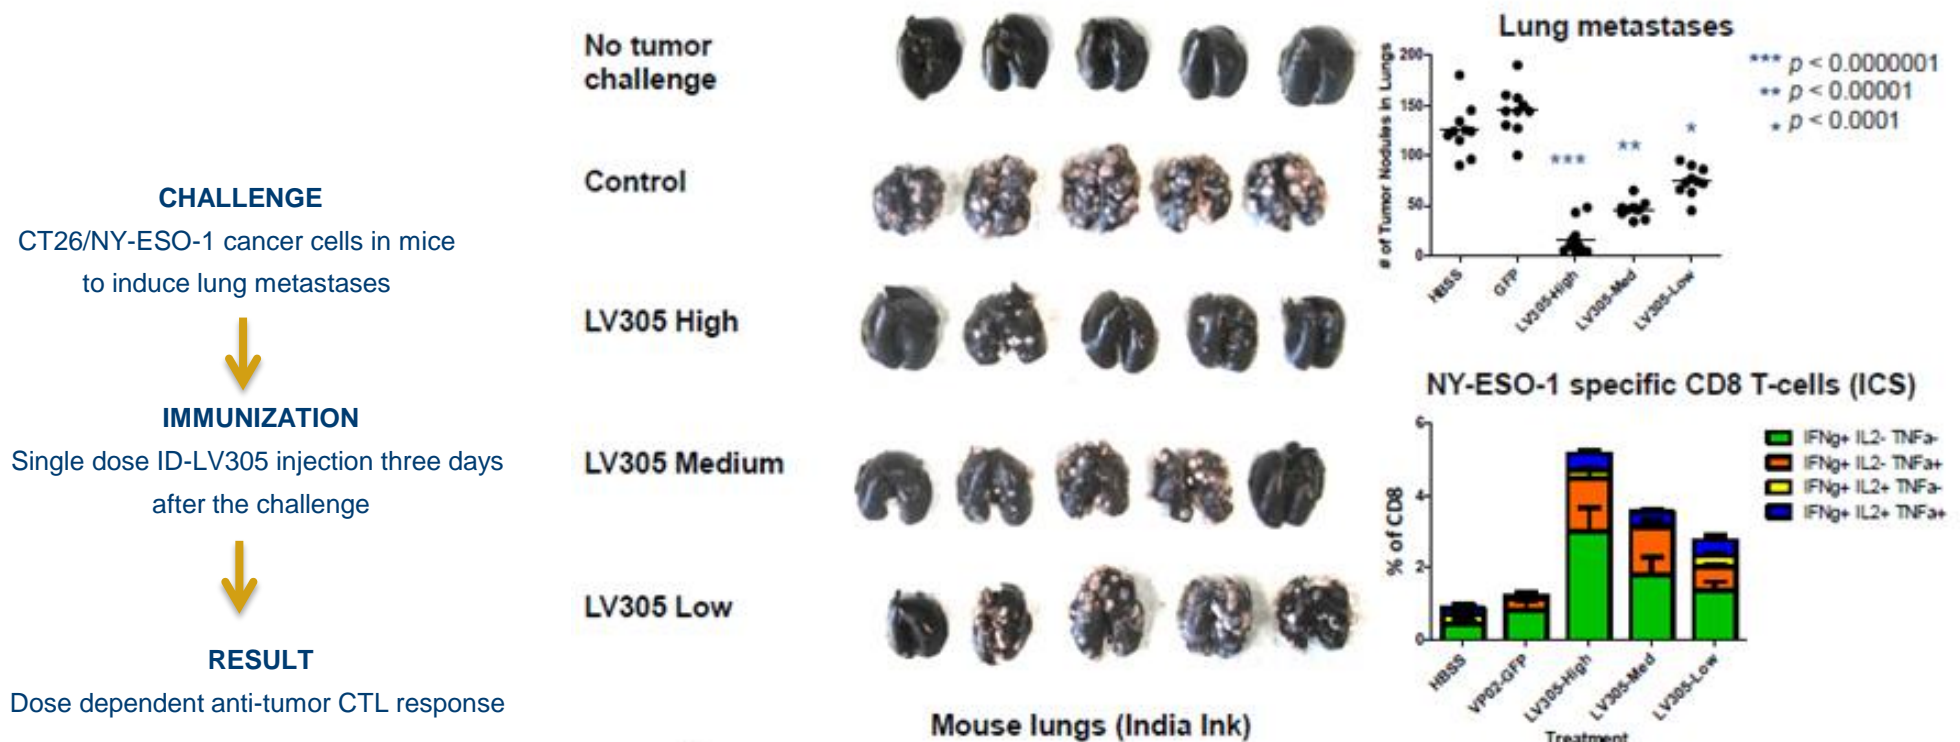 CHALLENGE
CT26/NY-ESO-1 cancer cells in mice
to induce lung metastases
IMMUNIZATION
Single dose ID-LV305 injection three days
after the challenge
RESULT
Dose dependent anti-tumor CTL response
No tumor
challenge
Control
LV305 High
LV305 Medium
LV305 Low
Mouse lungs (India Ink)
Lung metastases
# of Tumor Nodules in Lungs
200
150
100
50
0
***
**
*
HBSS
GFP
LV305-High
LV305-Med
LV305-Low
*** p < 0.0000001
** p < 0.00001
* p < 0.0001
NY-ESO-1 specific CD8 T-cells (ICS)
% of CD8
6
4
2
0
HBSS
VP02-GFP
LV305-High
LV305-Med
LV305-Low
Treatment
IFNg+ IL2- TNFa-
IFNg+ IL2- TNFa+
IFNg+ IL2+ TNFa-
IFNg+ IL2+ TNFa+